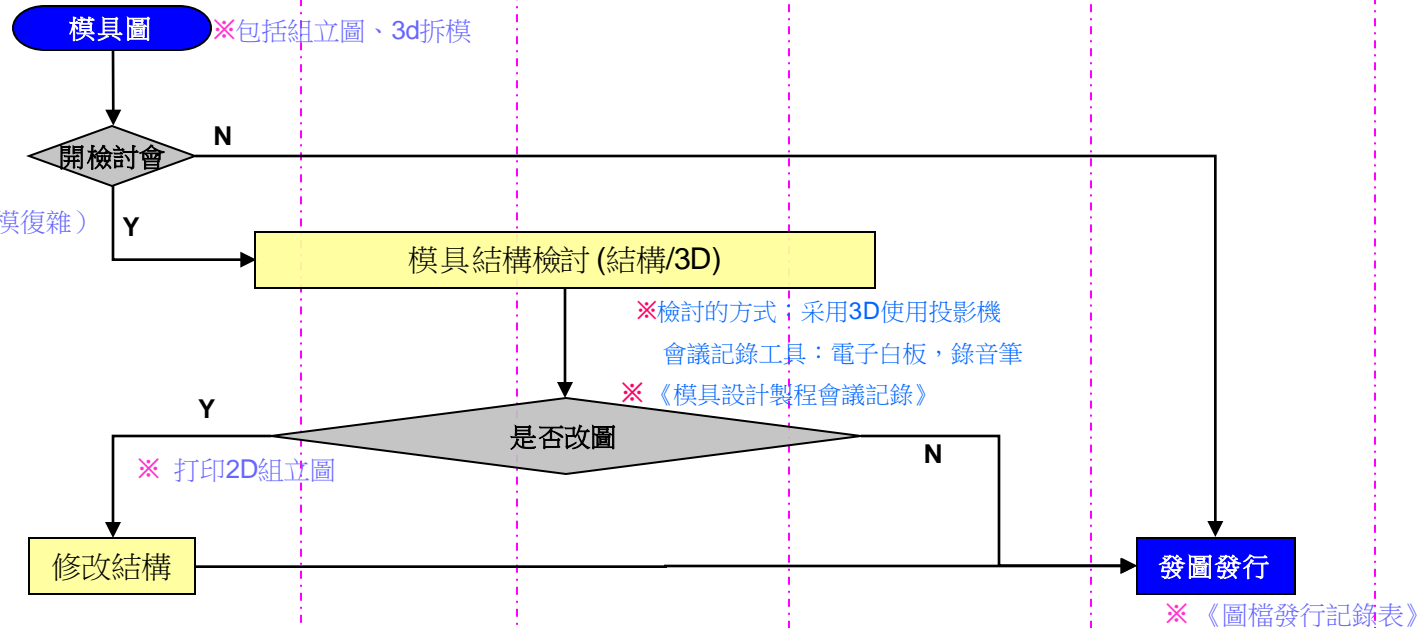 模具圖
※包括組立圖、3d拆模
開檢討會
N
模復雜）
Y
模具結構檢討 (結構/3D)
※檢討的方式：采用3D使用投影機
會議記錄工具：電子白板，錄音筆
※《模具設計製程會議記錄》
Y
是否改圖
N
※ 打印2D組立圖
修改結構
發圖發行
※《圖檔發行記錄表》